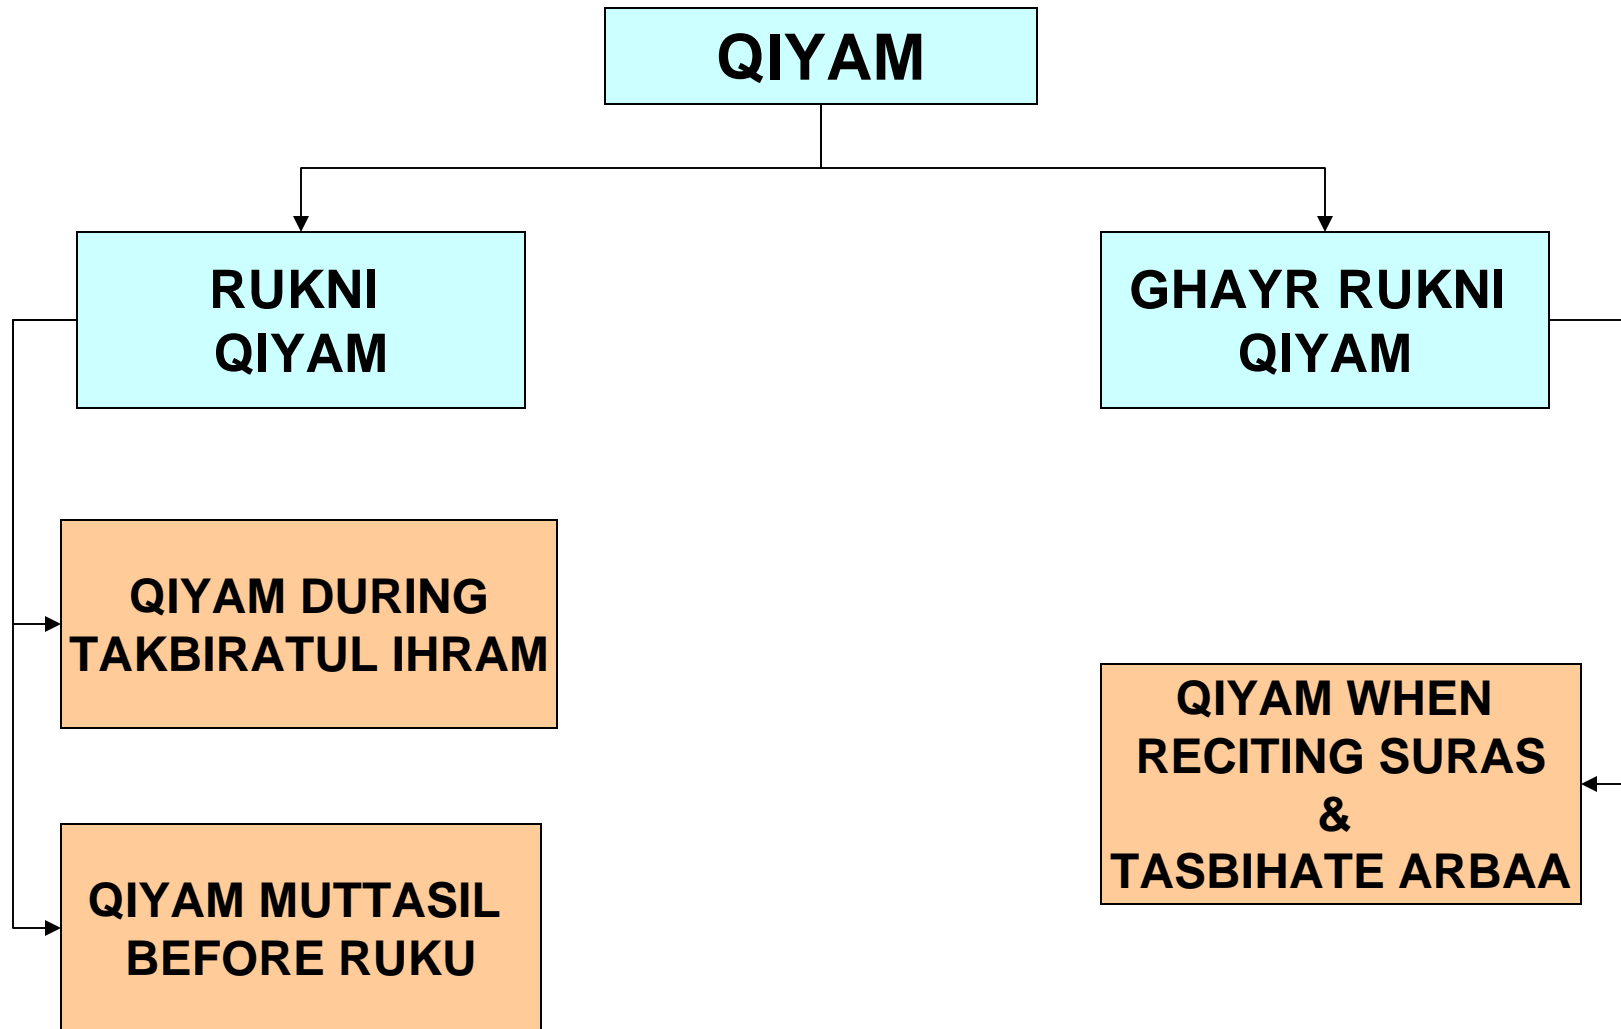 QIYAM
RUKNI
QIYAM
GHAYR RUKNI
QIYAM
QIYAM DURING
TAKBIRATUL IHRAM
QIYAM WHEN
RECITING SURAS
&
TASBIHATE ARBAA
QIYAM MUTTASIL
BEFORE RUKU